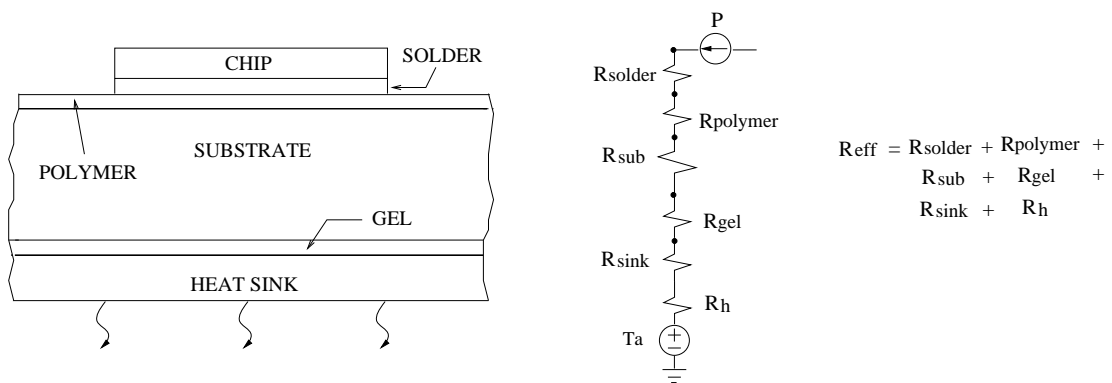 CHIP
SOLDER
SUBSTRATE
POLYMER
GEL
HEAT SINK
P
Rsolder
Rpolymer
Rsub
Rgel
Rsink
Rh
Ta
+
−
Reff = Rsolder + Rpolymer +
Rsub + Rgel +
Rsink + Rh